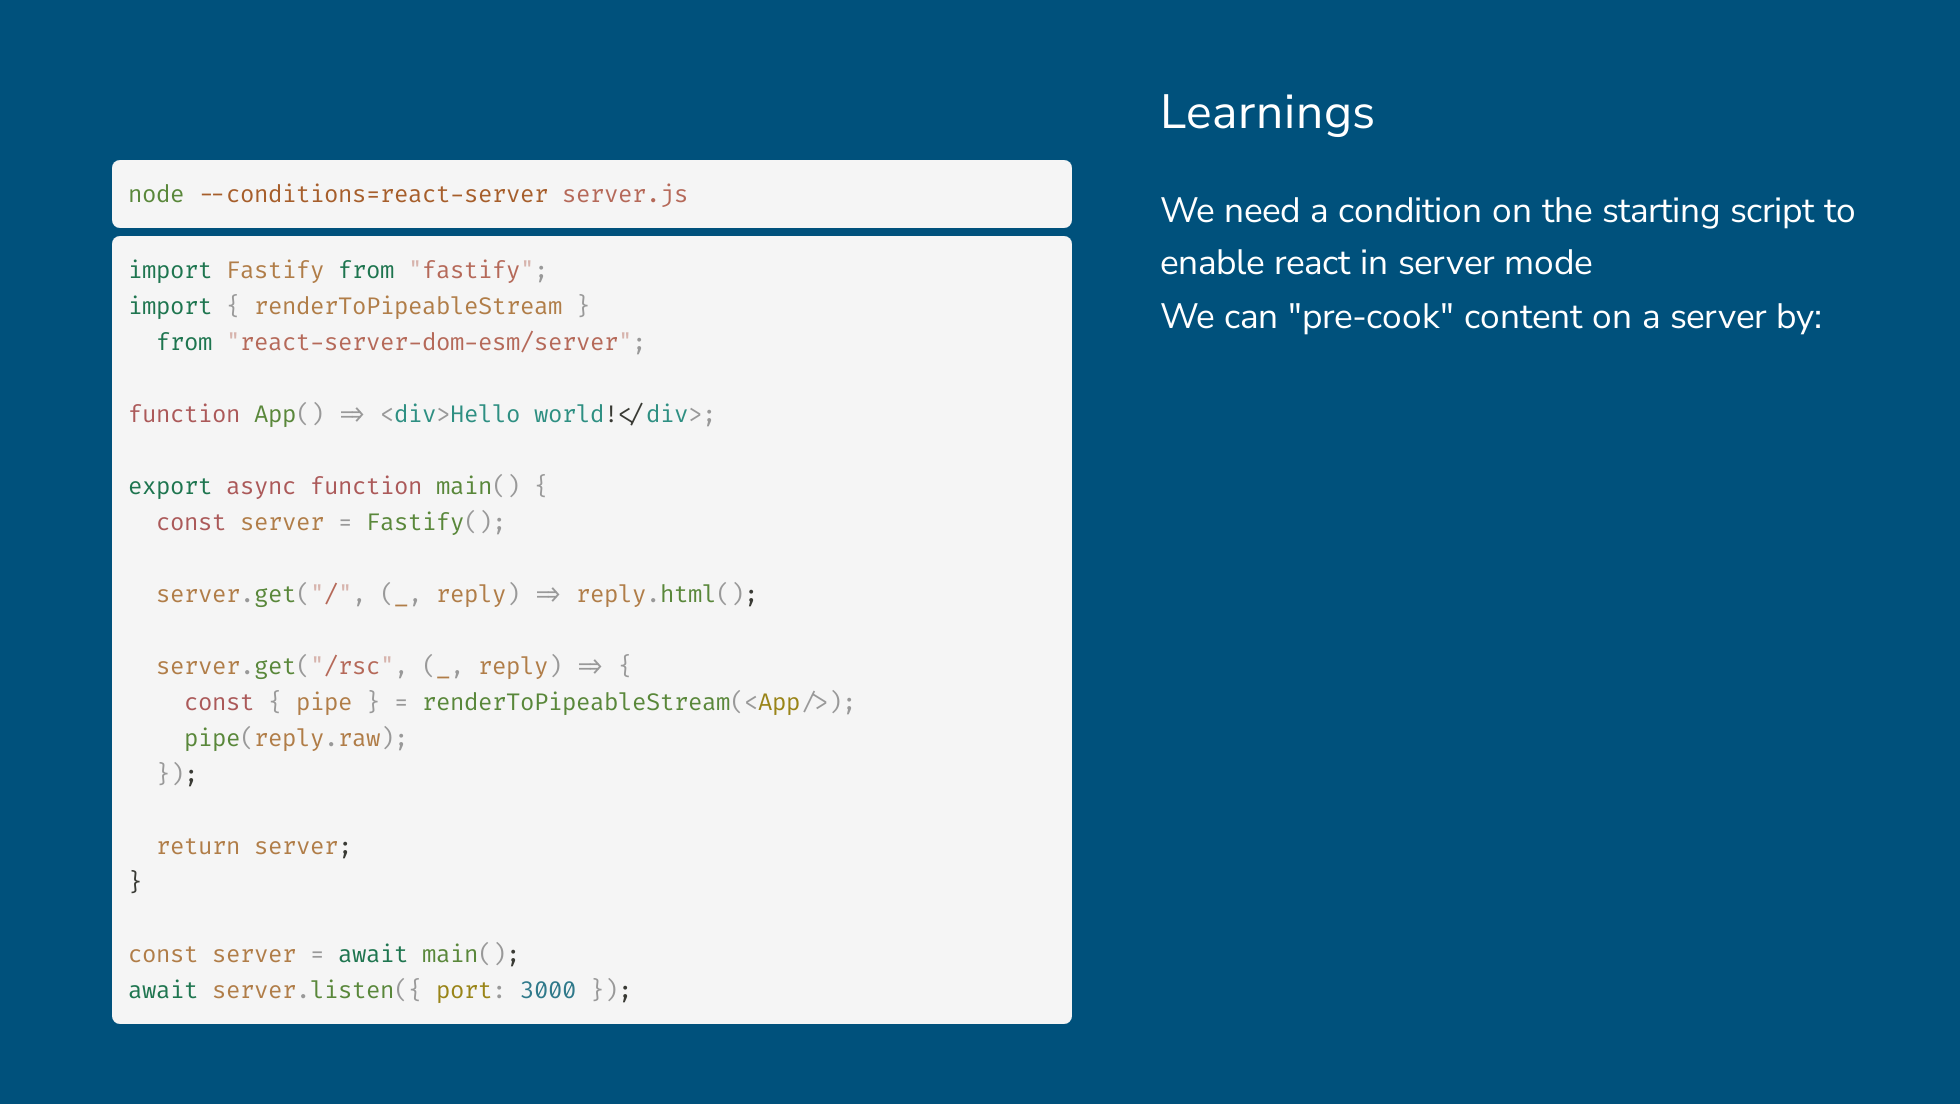 node --conditions=react-server server.js
import Fastify from "fastify";
import { renderToPipeableStream }
  from "react-server-dom-esm/server";
function App() => <div>Hello world!</div>;
export async function main() {
  const server = Fastify();
  server.get("/", (_, reply) => reply.html();
  server.get("/rsc", (_, reply) => {
    const { pipe } = renderToPipeableStream(<App/>);
    pipe(reply.raw);
  });
  return server;
}
const server = await main();
await server.listen({ port: 3000 });
Learnings
We need a condition on the starting script to
enable react in server mode
We can "pre-cook" content on a server by: